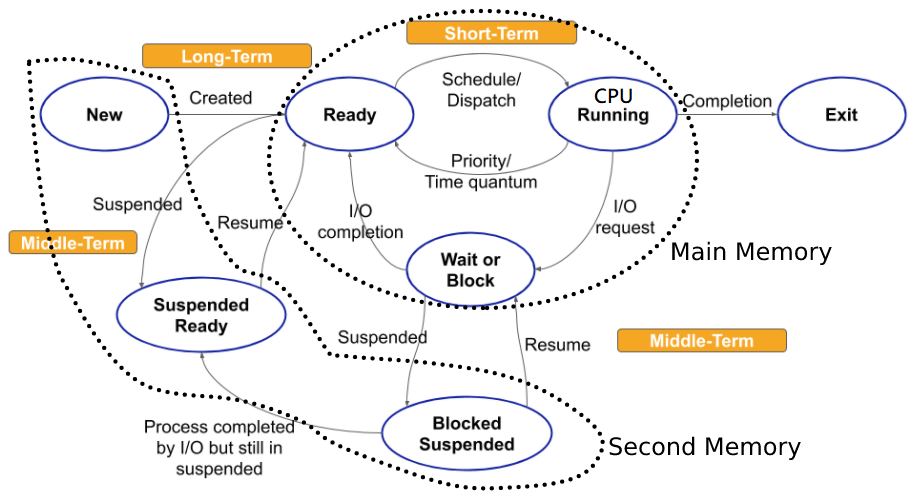 Short-Term
Long-Term
Schedule/
Dispatch
CPU
Created
Completion
New
Ready
Running
Exit
Priority/
Time quantum
Suspended
Resume
I/O
completion
I/O
request
Middle-Term
Main Memory
Wait or
Block
Suspended
Ready
Suspended
Resume
Middle-Term
Process completed
by I/O but still in
suspended
Blocked
Suspended
Second Memory